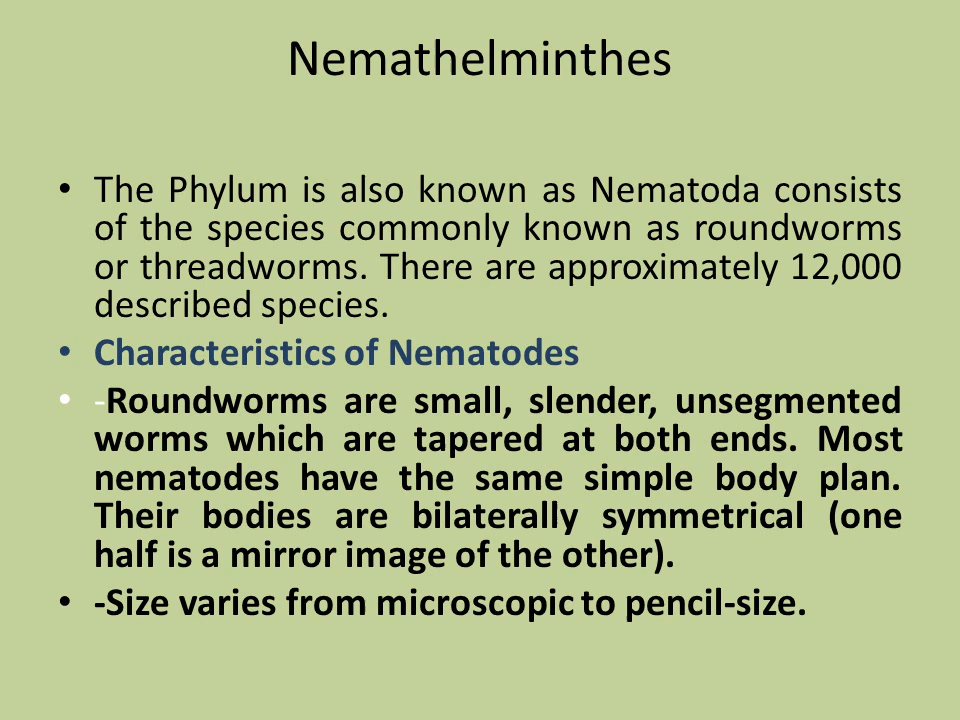 Nemathelminthes
• The Phylum is also known as Nematoda consists
of the species commonly known as roundworms
or threadworms. There are approximately 12,000
described species.
• Characteristics of Nematodes
• -Roundworms are small, slender, unsegmented
worms which are tapered at both ends. Most
nematodes have the same simple body plan.
Their bodies are bilaterally symmetrical (one
half is a mirror image of the other).
• -Size varies from microscopic to pencil-size.